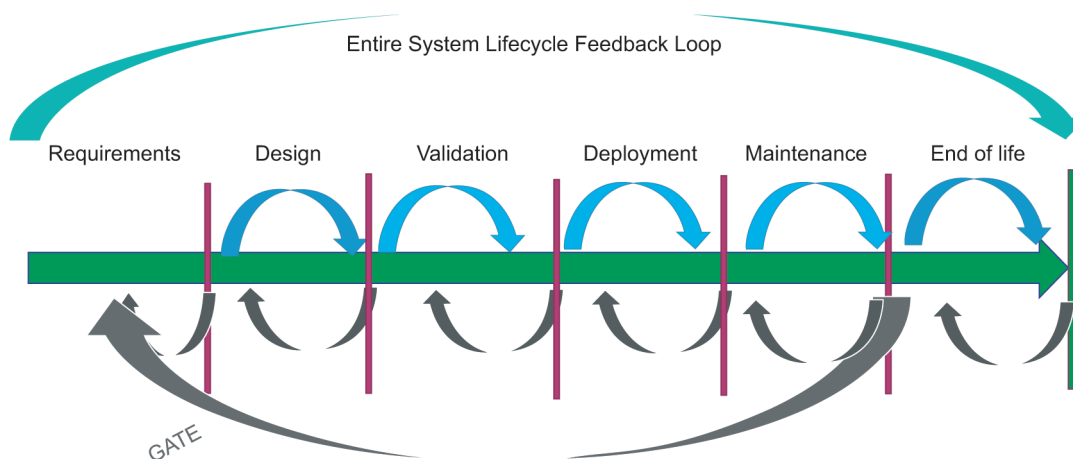 Entire System Lifecycle Feedback Loop
Requirements Design Validation Deployment Maintenance End of life
GATE